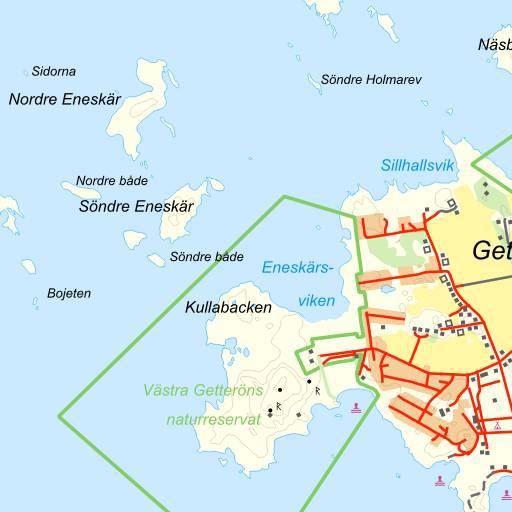 Näsb
Sidorna
Söndre Holmarev
Nordre Eneskär
Sillhallsvik
Nordre både
Söndre Eneskär
Get
Söndre både
Eneskärs-
viken
Bojeten
Kullabacken
Västra Getteröns
naturreservat